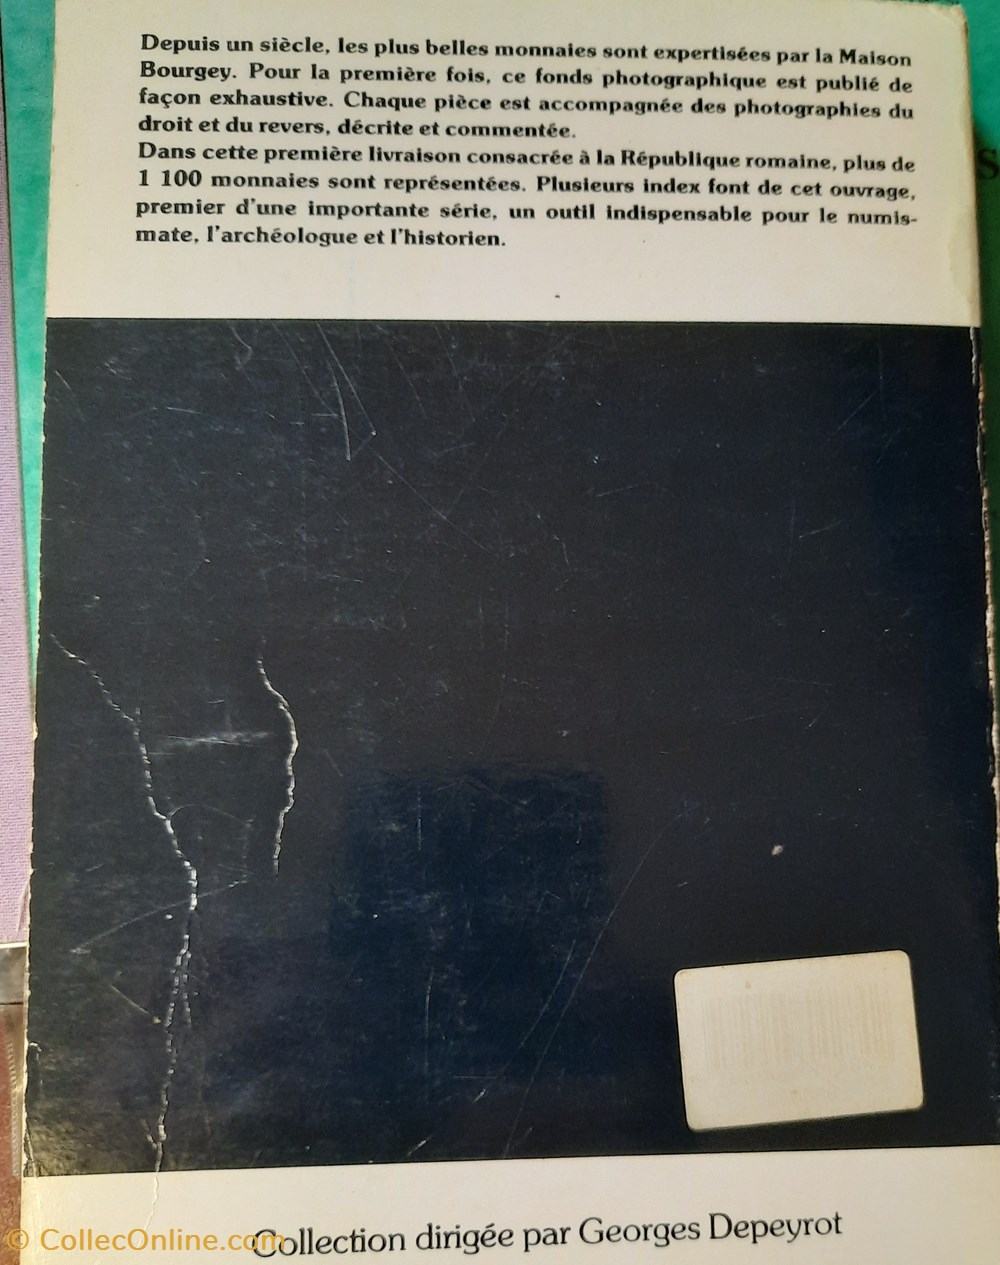 Depuis un siècle, les plus belles monnaies sont expertisées par la Maison
Bourgey. Pour la première fois, ce fonds photographique est publié de
façon exhaustive. Chaque pièce est accompagnée des photographies du
droit et du revers, décrite et commentée.
Dans cette première livraison consacrée à la République romaine, plus de
1 100 monnaies sont représentées. Plusieurs index font de cet ouvrage,
premier d'une importante série, un outil indispensable pour le numis-
mate, l'archéologue et l'historien.
S
Collection dirigée par Georges Depeyrot
© CollecOnline.com